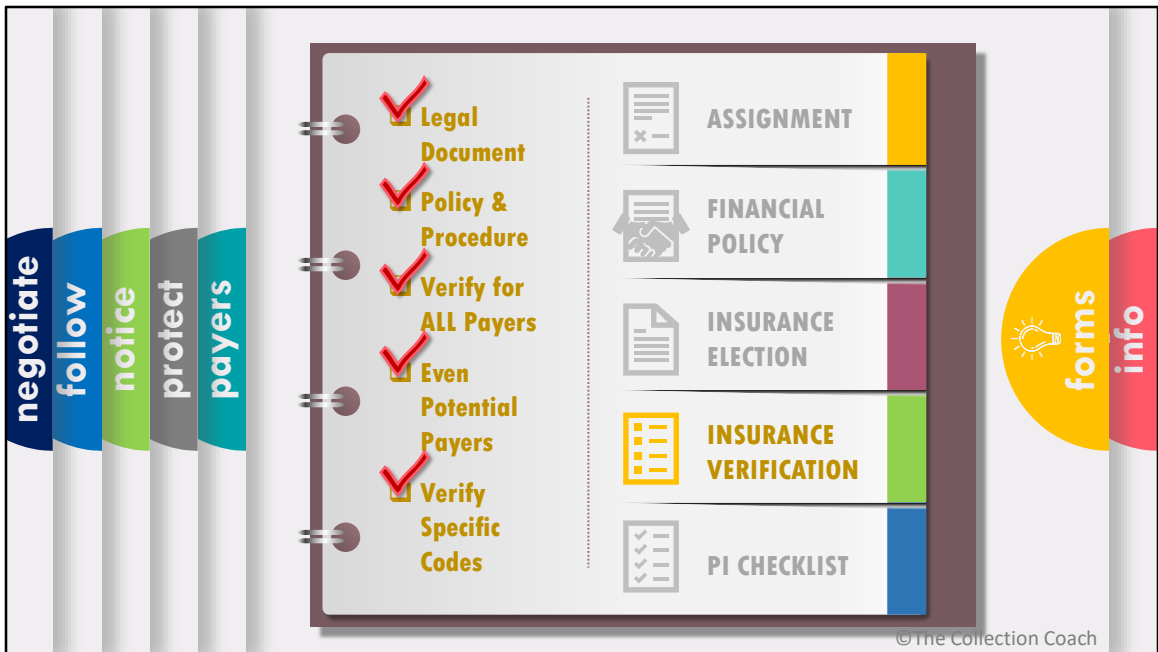 negotiate
follow
notice
protect
payers
Legal
Document
Policy &
Procedure
Verify for
ALL Payers
Even
Potential
Payers
Verify
Specific
Codes
ASSIGNMENT
FINANCIAL
POLICY
INSURANCE
ELECTION
INSURANCE
VERIFICATION
PI CHECKLIST
forms
info
©The Collection Coach